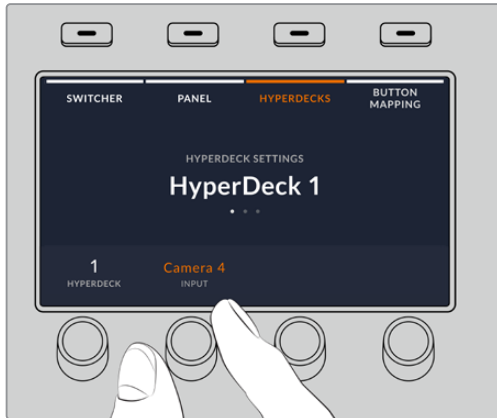 SWITCHER
PANEL
HYPERDECKS
BUTTON
MAPPING
HYPERDECK SETTINGS
HyperDeck 1
1
HYPERDECK
Camera 4
INPUT